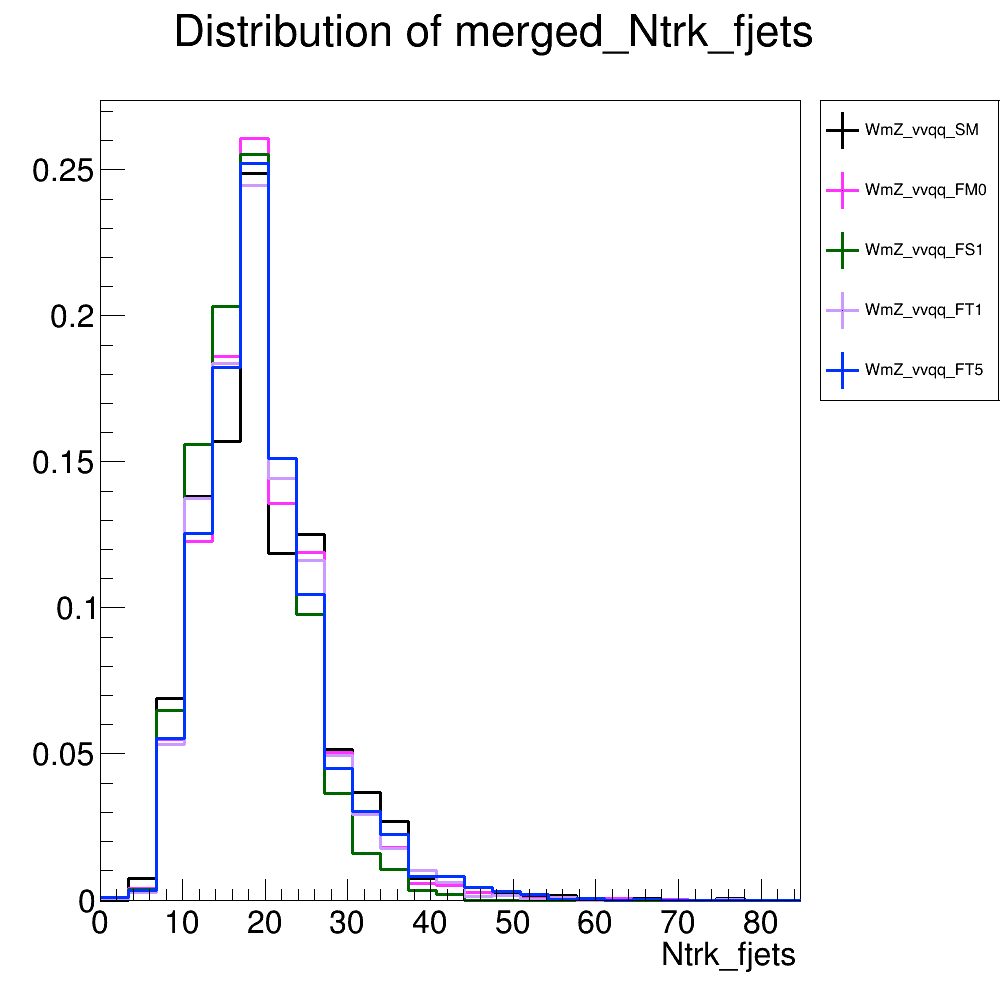 Distribution of merged_Ntrk_fjets
WmZ_vvqq_SM
WmZ_vvqq_FM0
WmZ_vvqq_FS1
WmZ_vvqq_FT1
WmZ_vvqq_FT5
0.25
0.2
0.15
0.1
0.05
0
0 10 20 30 40 50 60 70 80
Ntrk_fjets